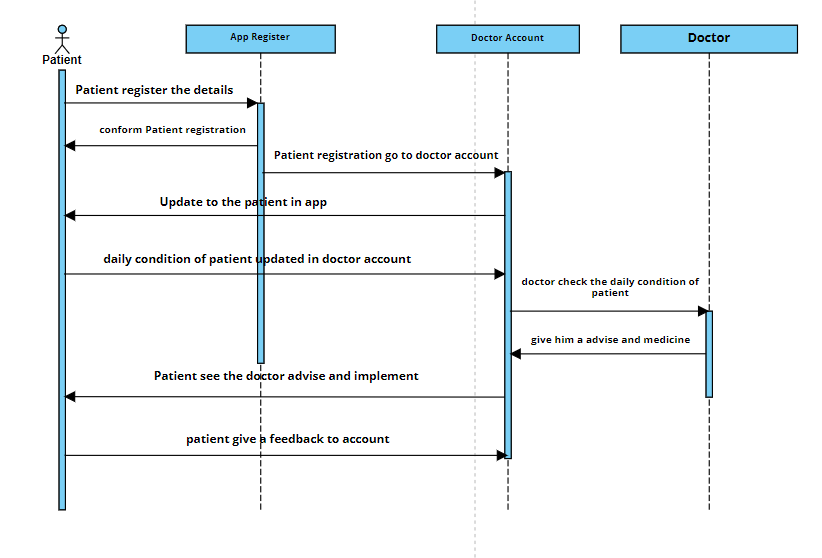 App Register
Doctor Account
Doctor
Patient
Patient register the details
conform Patient registration
Patient registration go to doctor account
Update to the patient in app
daily condition of patient updated in doctor account
doctor check the daily condition of
patient
give him a advise and medicine
Patient see the doctor advise and implement
patient give a feedback to account